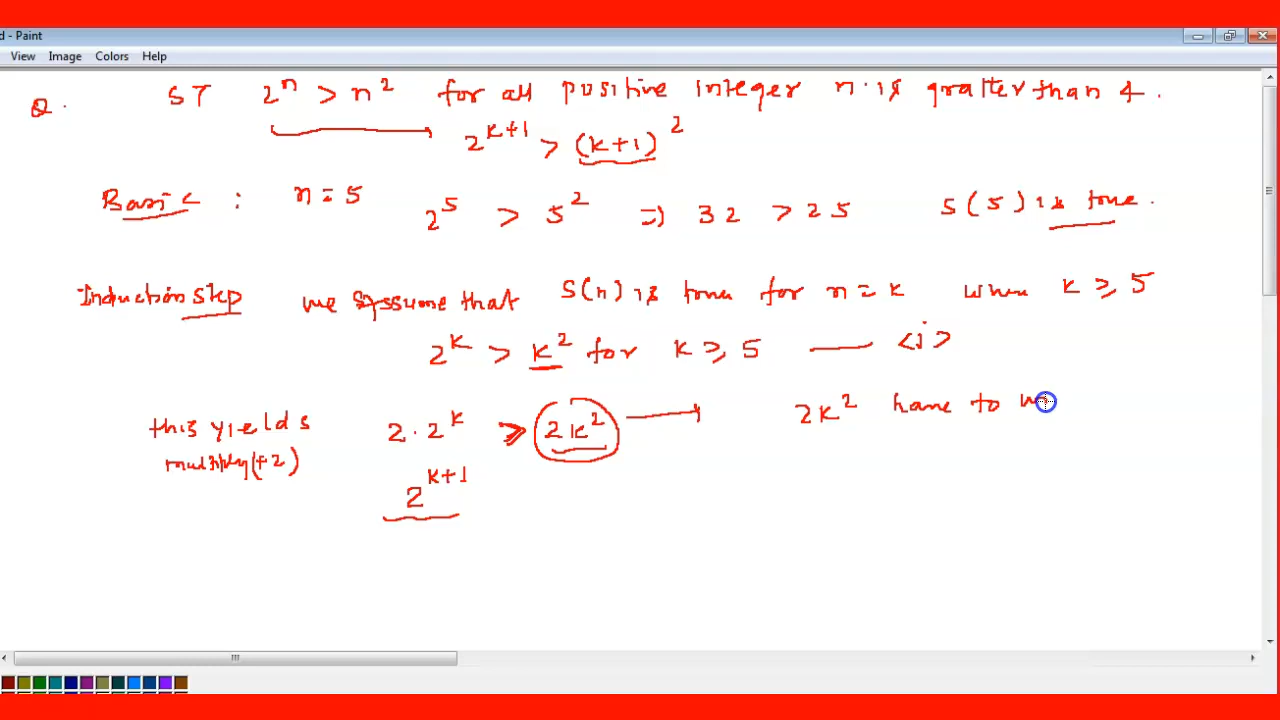 d - Paint
View Image Colors Help
Q. ST 2^n > n^2 for all positive integer n is greater than 4.
2^{k+1} > (k+1)^2
Basic : n = 5 2^5 > 5^2 => 32 > 25 S(5) is true.
Induction Step we assume that S(n) is true for n = k when k ≥ 5
2^k > k^2 for k ≥ 5 — <i>
this yields 2·2^k > 2k^2 → 2k^2 have to
multiply(+2)
2^{k+1}